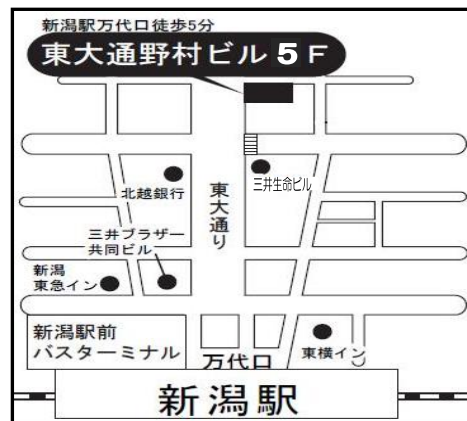 新潟駅万代口徒歩5分
東大通野村ビル 5 F
北越銀行
三井生命ビル
東大通り
三井ブラザー
共同ビル
新潟
東急イン
新潟駅前
バスターミナル
万代口
東横イン
新潟駅